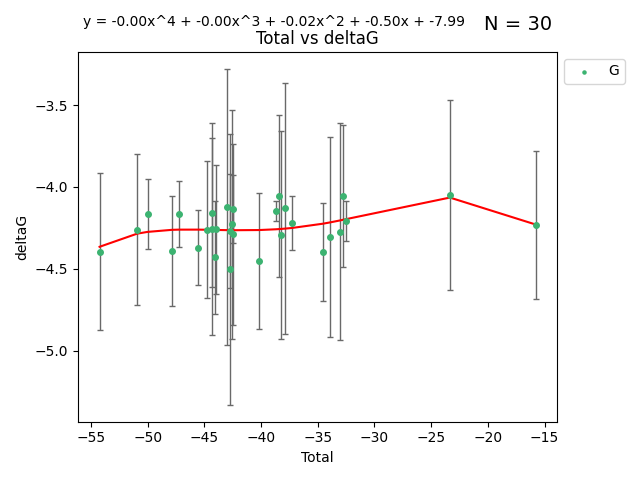 y = -0.00x^4 + -0.00x^3 + -0.02x^2 + -0.50x + -7.99
N = 30
Total vs deltaG
G
deltaG
−3.5
−4.0
−4.5
−5.0
−55 −50 −45 −40 −35 −30 −25 −20 −15
Total